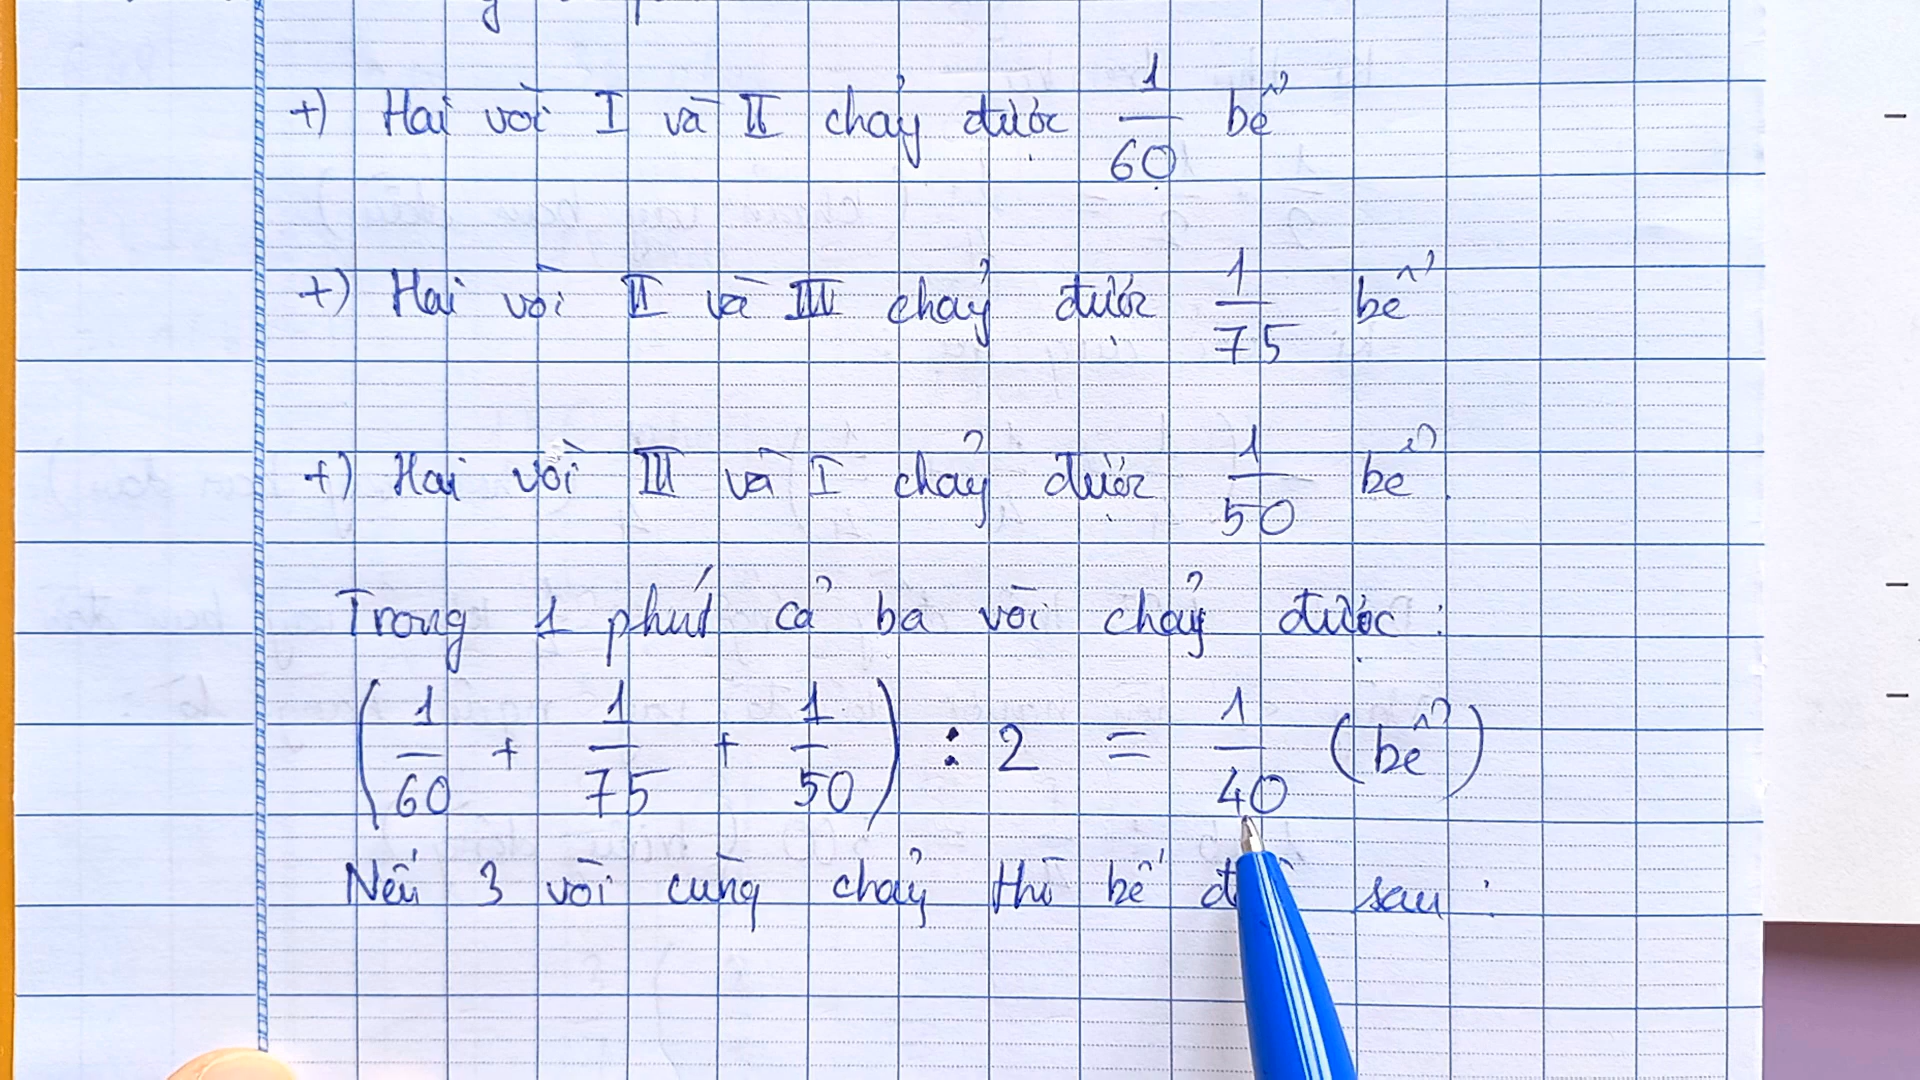 +) Hai vòi I và II chảy được 1/60 bể
+) Hai vòi II và III chảy được 1/75 bể
+) Hai vòi III và I chảy được 1/50 bể.
Trong 1 phút cả ba vòi chảy được:
(1/60 + 1/75 + 1/50) : 2 = 1/40 (bể)
Nếu 3 vòi cùng chảy thì bể sau: